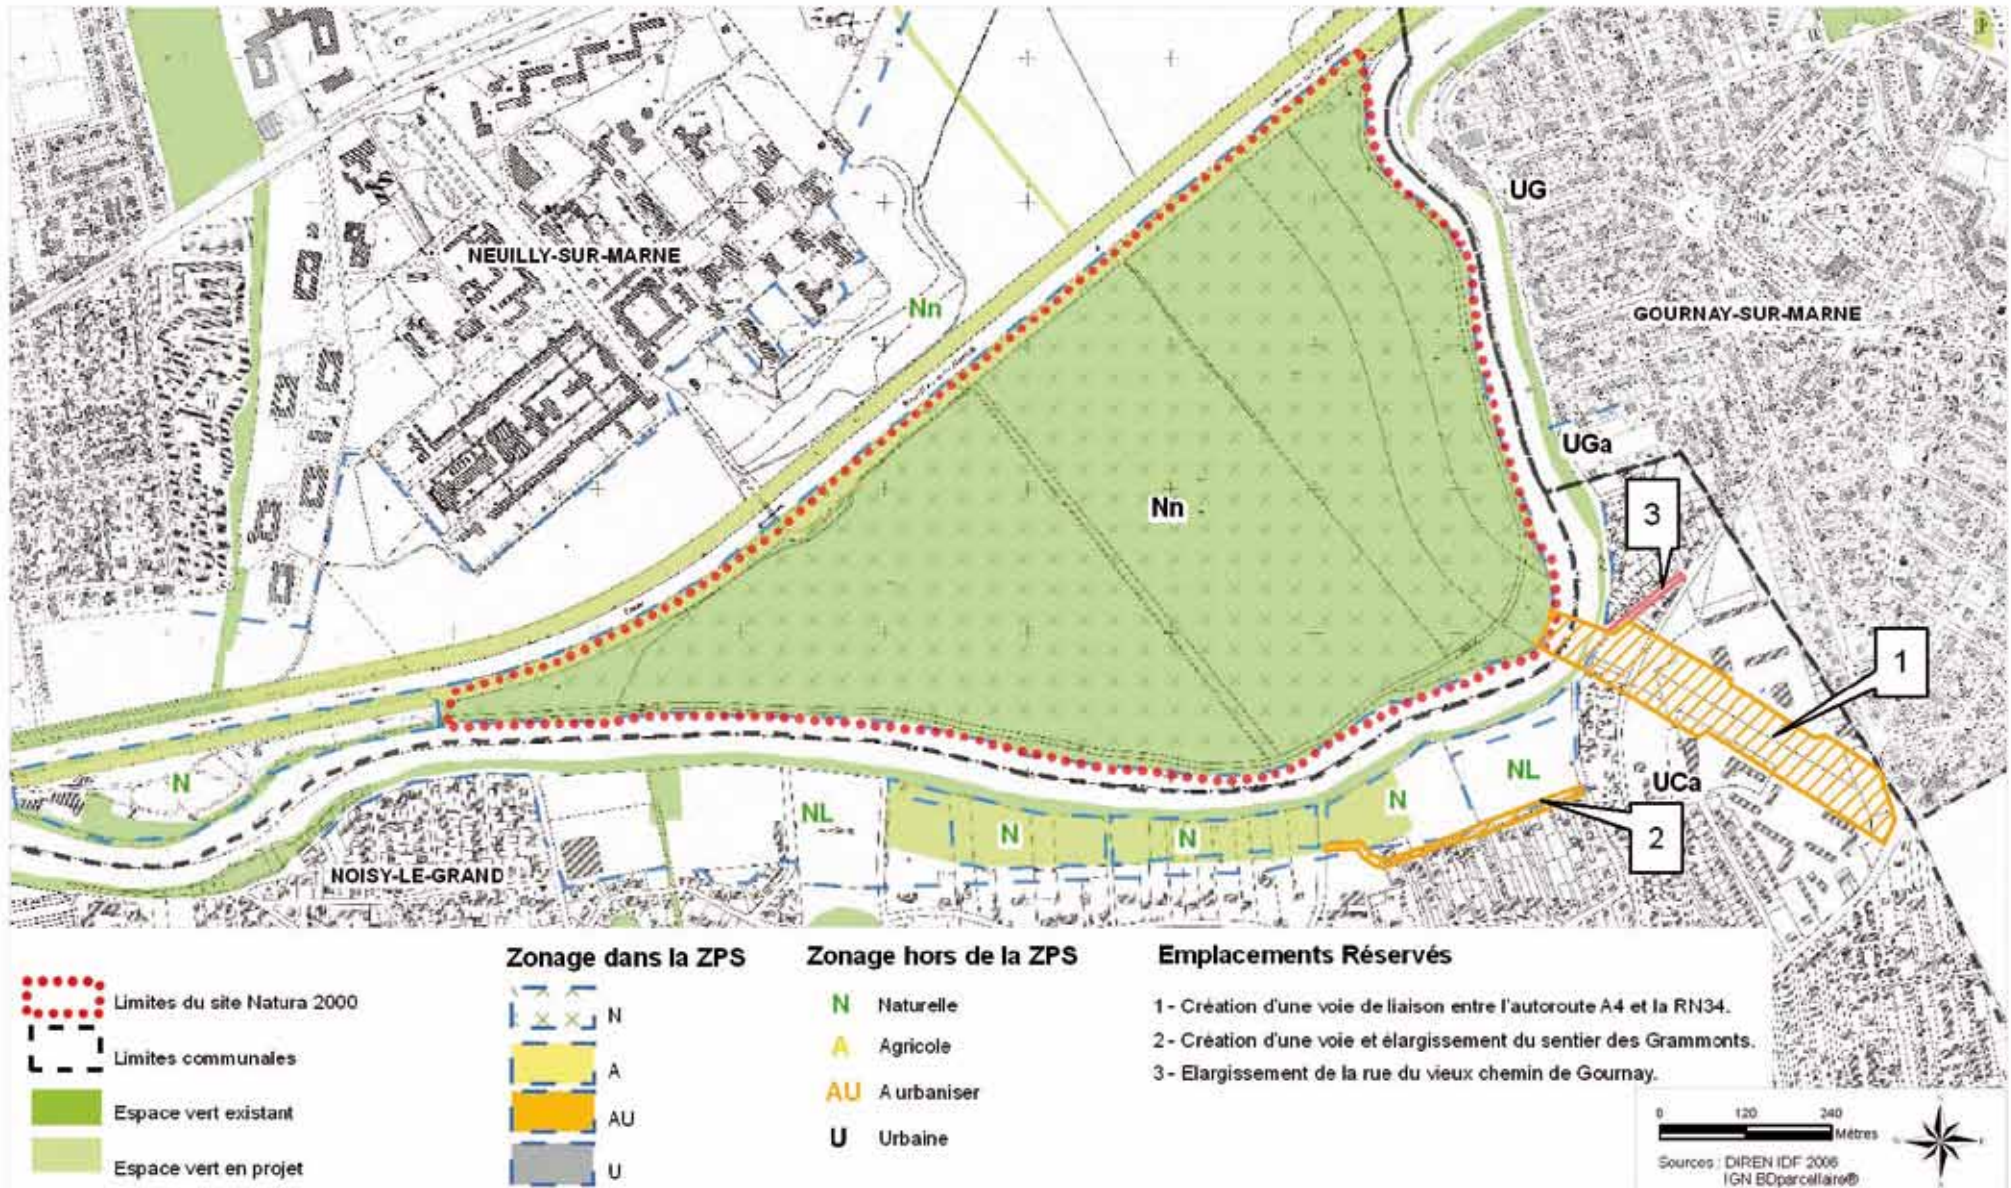 UG
NEUILLY-SUR-MARNE
Nn
GOURNAY-SUR-MARNE
UGa
Nn
3
1
N
NL
N
NL
N
N
UCa
2
NOISY-LE-GRAND
Limites du site Natura 2000
Limites communales
Espace vert existant
Espace vert en projet
Zonage dans la ZPS
N
A
AU
U
Zonage hors de la ZPS
N Naturelle
A Agricole
AU A urbaniser
U Urbaine
Emplacements Réservés
1 - Création d'une voie de liaison entre l'autoroute A4 et la RN34.
2 - Création d'une voie et élargissement du sentier des Grammonts.
3 - Elargissement de la rue du vieux chemin de Gournay.
0 120 240
Mètres
Sources : DIREN IDF 2006
IGN BDparcellaire®